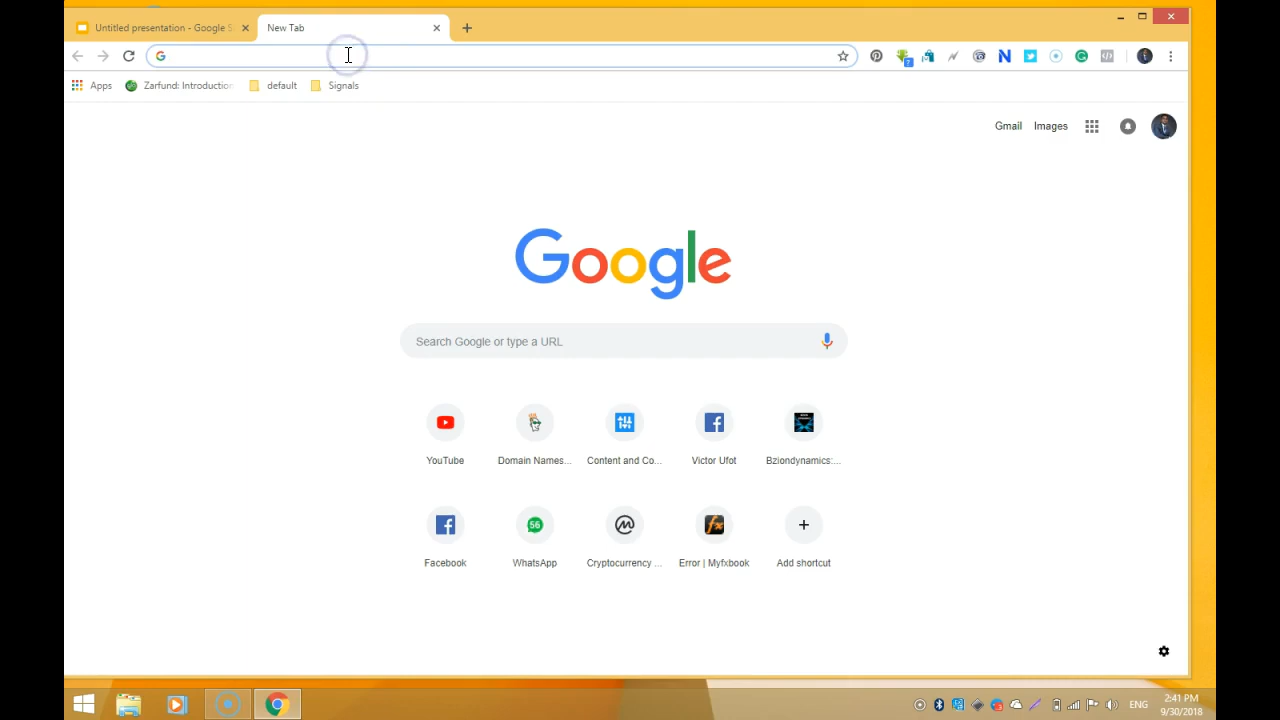 Untitled presentation - Google S
New Tab
Apps
Zarfund: Introduction
default
Signals
Gmail
Images
Google
Search Google or type a URL
YouTube
Domain Names...
Content and Co...
Victor Ufot
Bziondynamics:...
56
Facebook
WhatsApp
Cryptocurrency ...
Error | Myfxbook
Add shortcut
ENG
2:41 PM
9/30/2018